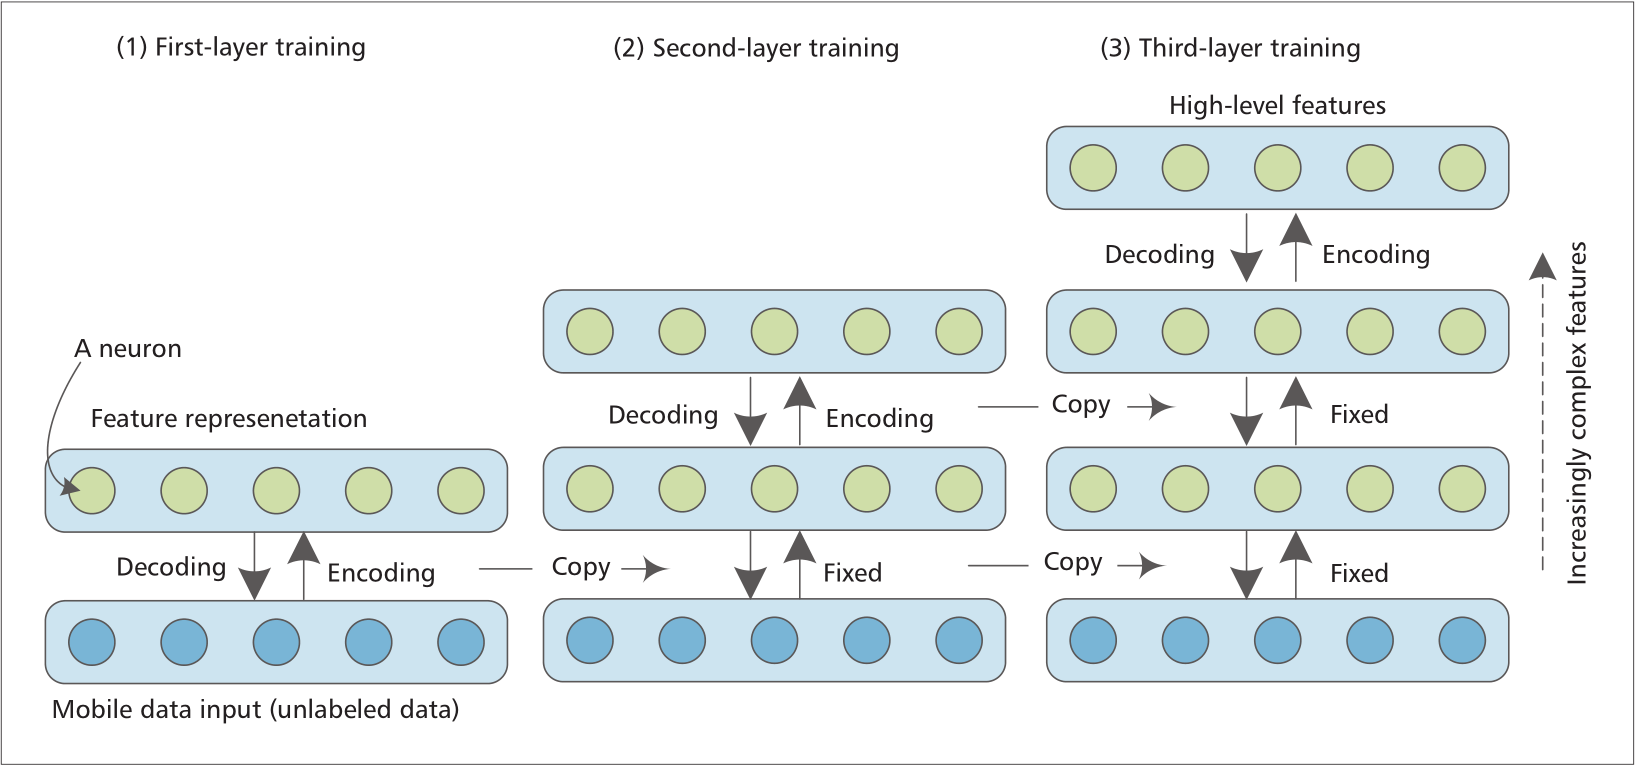 (1) First-layer training
(2) Second-layer training
(3) Third-layer training
High-level features
Decoding
Encoding
A neuron
Feature represenetation
Decoding
Encoding
Copy
Fixed
Decoding
Encoding
Copy
Fixed
Copy
Fixed
Increasingly complex features
Mobile data input (unlabeled data)